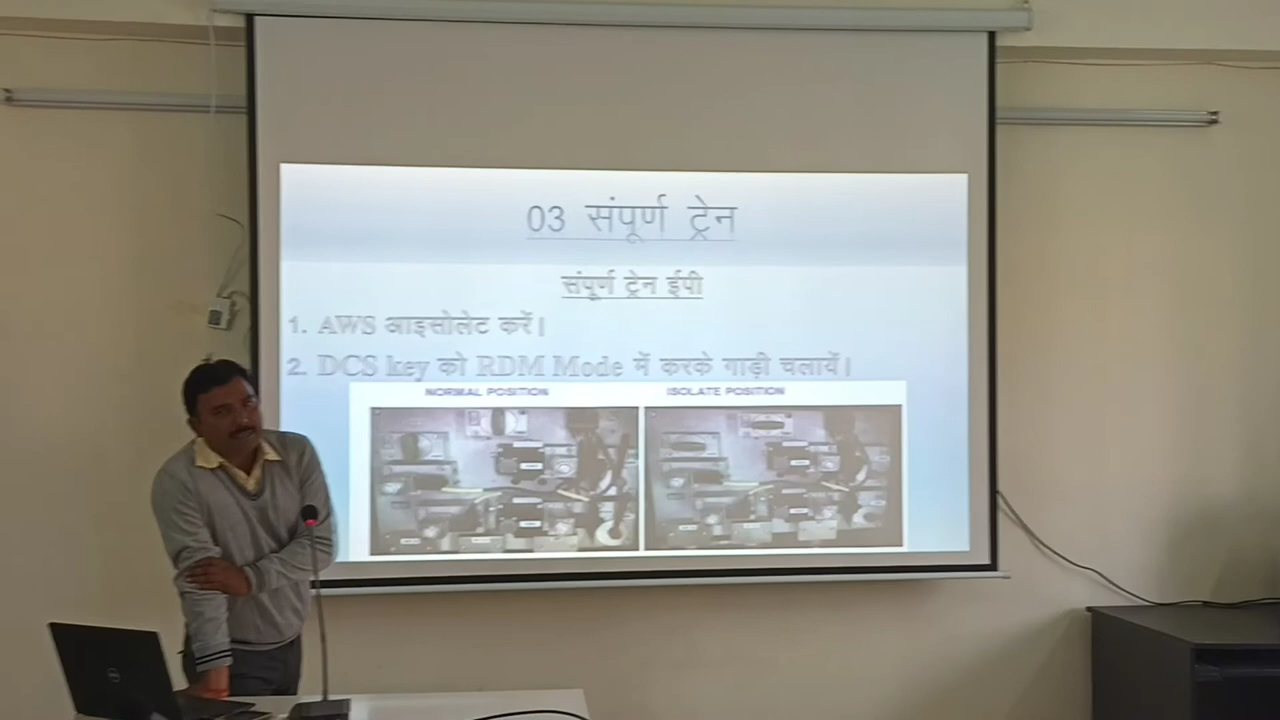 03 संपूर्ण ट्रेन
संपूर्ण ट्रेन ईपी
1. AWS आइसोलेट करें।
2. DCS key को RDM Mode में करके गाड़ी चलायें।
NORMAL POSITION
ISOLATE POSITION